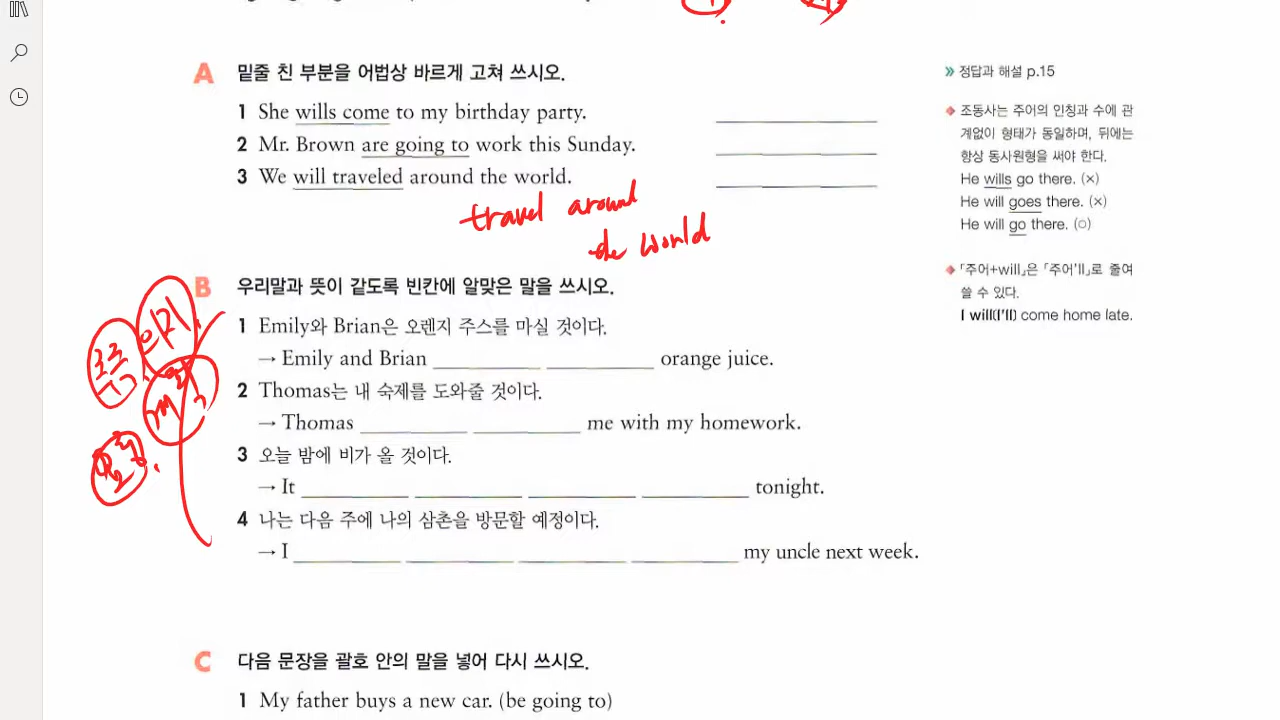 A 밑줄 친 부분을 어법상 바르게 고쳐 쓰시오.
1 She wills come to my birthday party.
2 Mr. Brown are going to work this Sunday.
3 We will traveled around the world.
travel around
the world
B 우리말과 뜻이 같도록 빈칸에 알맞은 말을 쓰시오.
1 Emily와 Brian은 오렌지 주스를 마실 것이다.
→ Emily and Brian orange juice.
2 Thomas는 내 숙제를 도와줄 것이다.
→ Thomas me with my homework.
3 오늘 밤에 비가 올 것이다.
→ It tonight.
4 나는 다음 주에 나의 삼촌을 방문할 예정이다.
→ I my uncle next week.
의지
C 다음 문장을 괄호 안의 말을 넣어 다시 쓰시오.
1 My father buys a new car. (be going to)
» 정답과 해설 p.15
조동사는 주어의 인칭과 수에 관
계없이 형태가 동일하며, 뒤에는
항상 동사원형을 써야 한다.
He wills go there. (×)
He will goes there. (×)
He will go there. (○)
「주어+will」은 「주어'll」로 줄여
쓸 수 있다.
I will(I'll) come home late.